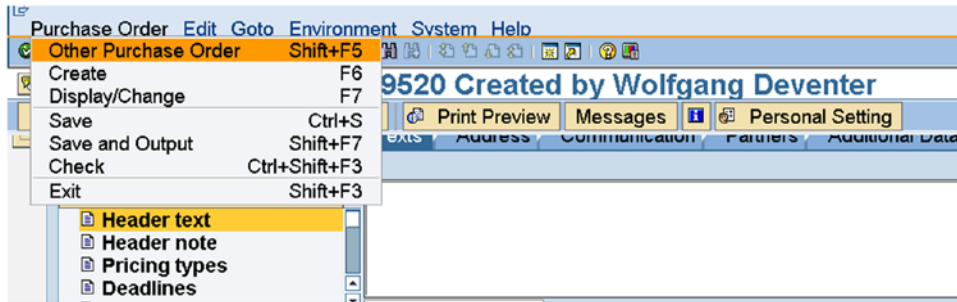 Purchase Order Edit Goto Environment System Help
Other Purchase Order Shift+F5
Create F6
9520 Created by Wolfgang Deventer
Display/Change F7
Print Preview Messages Personal Setting
Save Ctrl+S
Save and Output Shift+F7
Texts Address Communication Partners Additional Data
Check Ctrl+Shift+F3
Exit Shift+F3
Header text
Header note
Pricing types
Deadlines